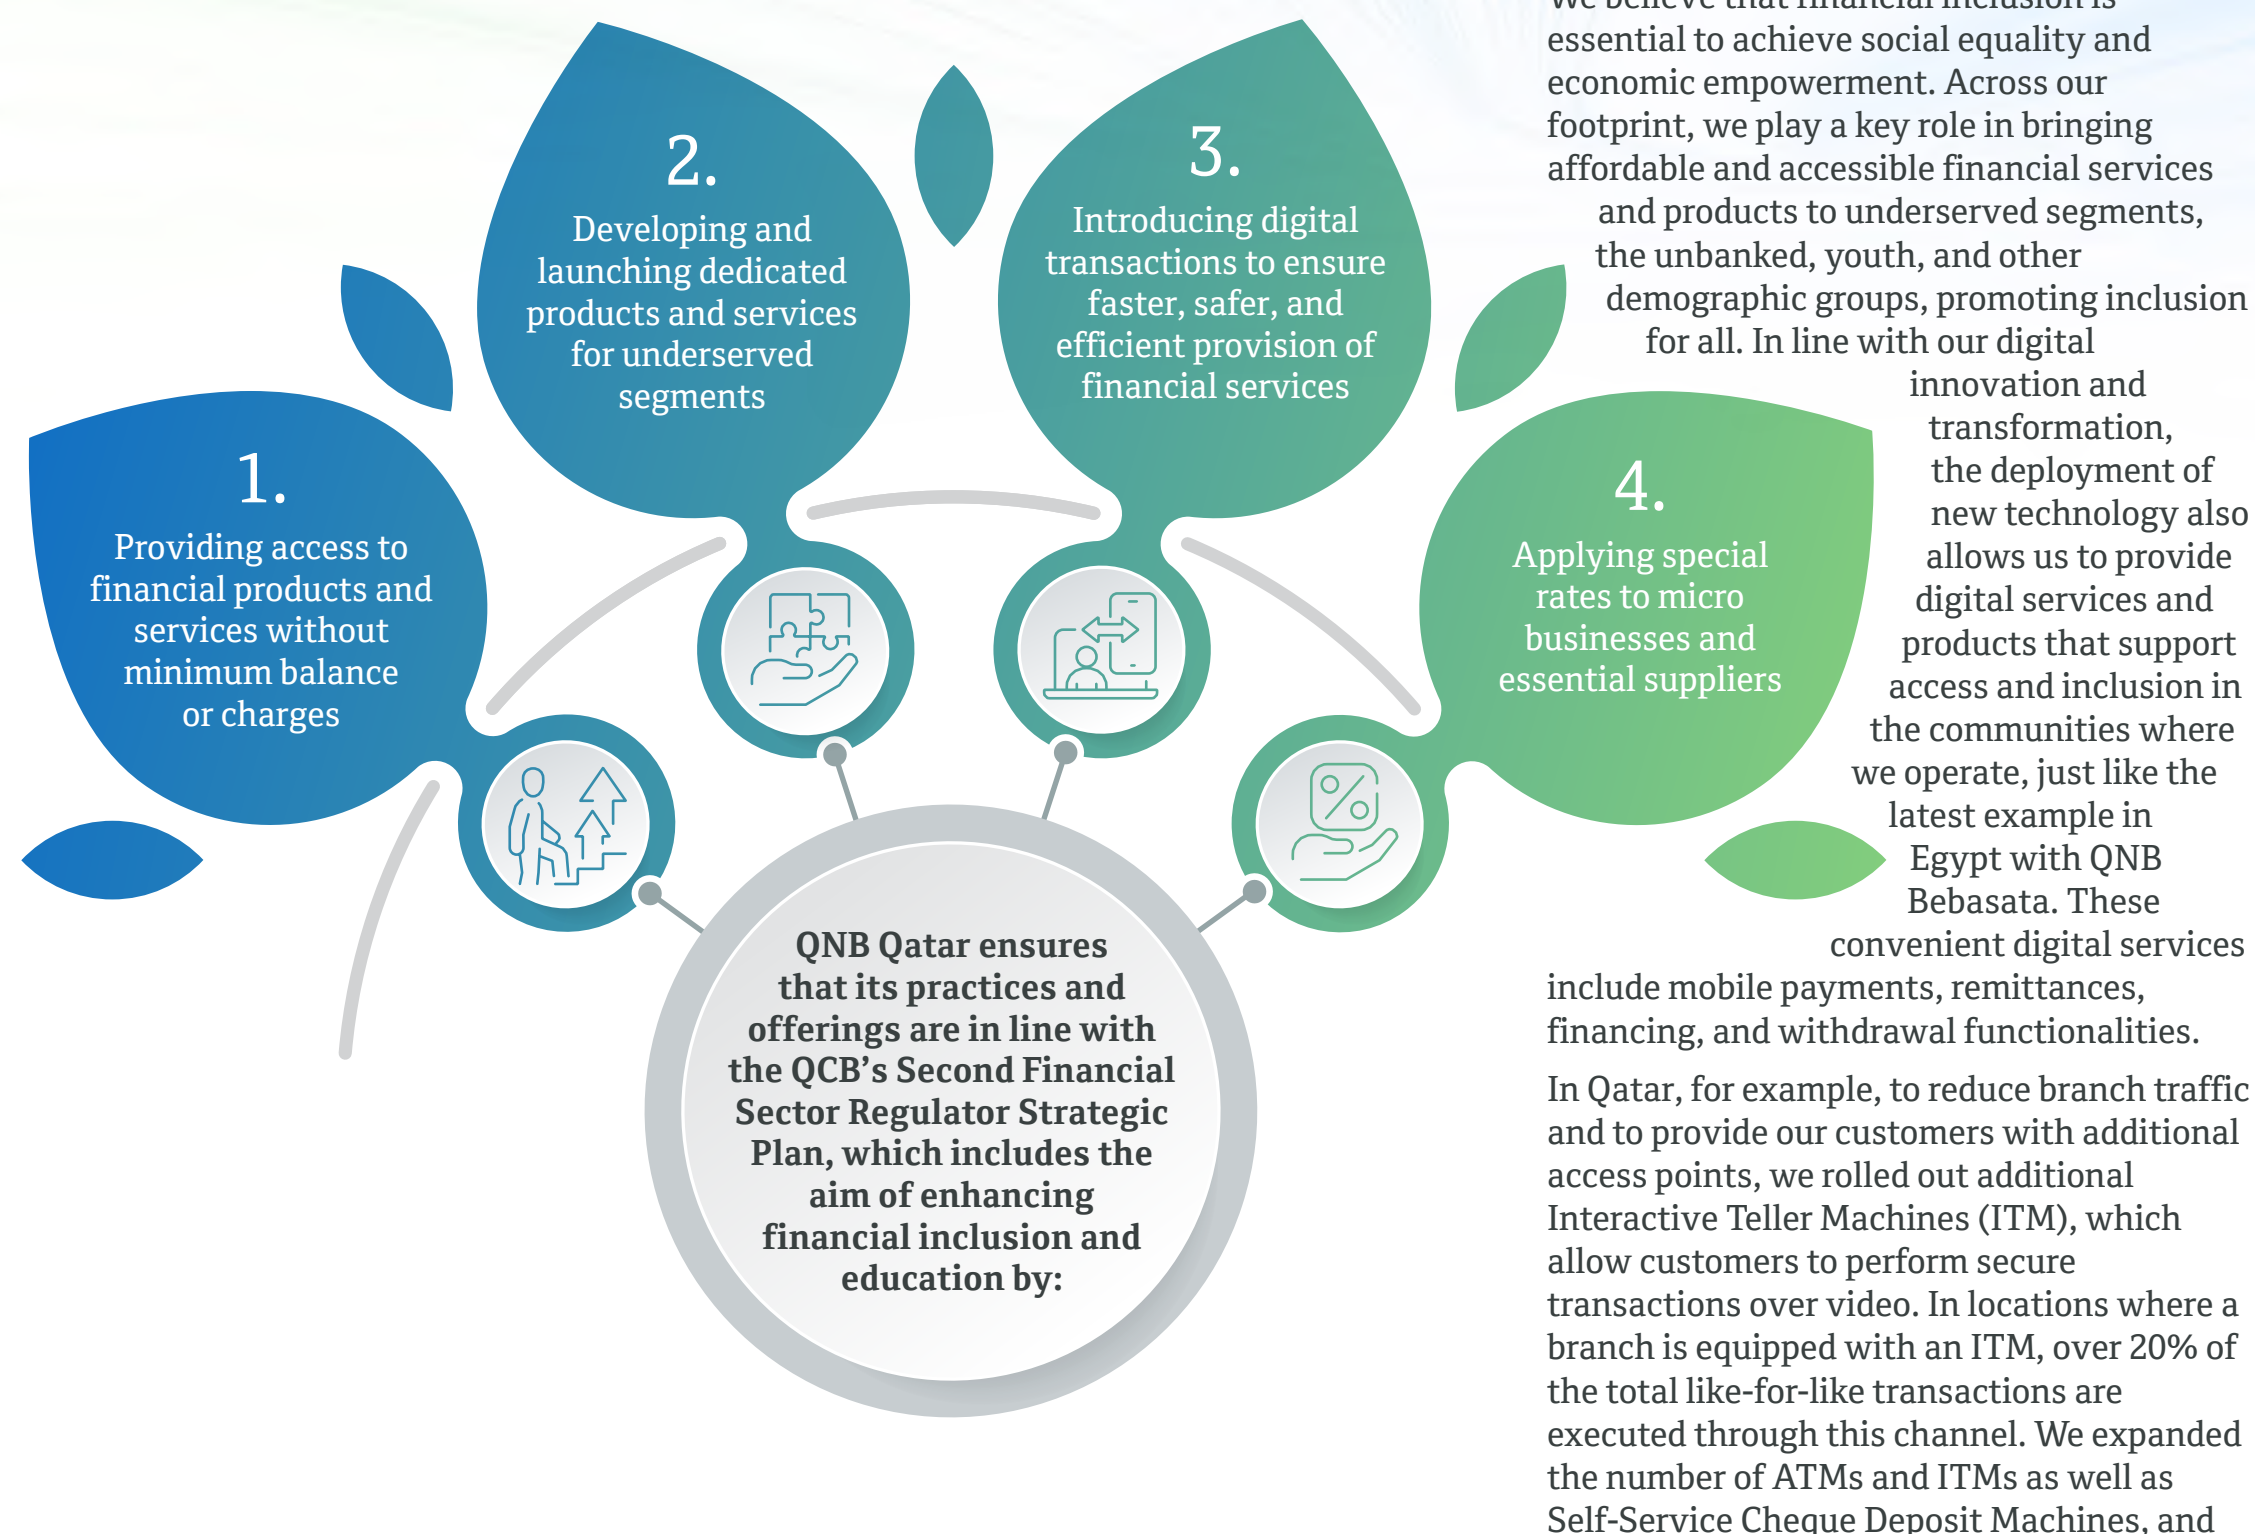 1.
Providing access to
financial products and
services without
minimum balance
or charges
2.
Developing and
launching dedicated
products and services
for underserved
segments
3.
Introducing digital
transactions to ensure
faster, safer, and
efficient provision of
financial services
4.
Applying special
rates to micro
businesses and
essential suppliers
QNB Qatar ensures
that its practices and
offerings are in line with
the QCB’s Second Financial
Sector Regulator Strategic
Plan, which includes the
aim of enhancing
financial inclusion and
education by:
We believe that financial inclusion is
essential to achieve social equality and
economic empowerment. Across our
footprint, we play a key role in bringing
affordable and accessible financial services
and products to underserved segments,
the unbanked, youth, and other
demographic groups, promoting inclusion
for all. In line with our digital
innovation and
transformation,
the deployment of
new technology also
allows us to provide
digital services and
products that support
access and inclusion in
the communities where
we operate, just like the
latest example in
Egypt with QNB
Bebasata. These
convenient digital services
include mobile payments, remittances,
financing, and withdrawal functionalities.
In Qatar, for example, to reduce branch traffic
and to provide our customers with additional
access points, we rolled out additional
Interactive Teller Machines (ITM), which
allow customers to perform secure
transactions over video. In locations where a
branch is equipped with an ITM, over 20% of
the total like-for-like transactions are
executed through this channel. We expanded
the number of ATMs and ITMs as well as
Self-Service Cheque Deposit Machines, and